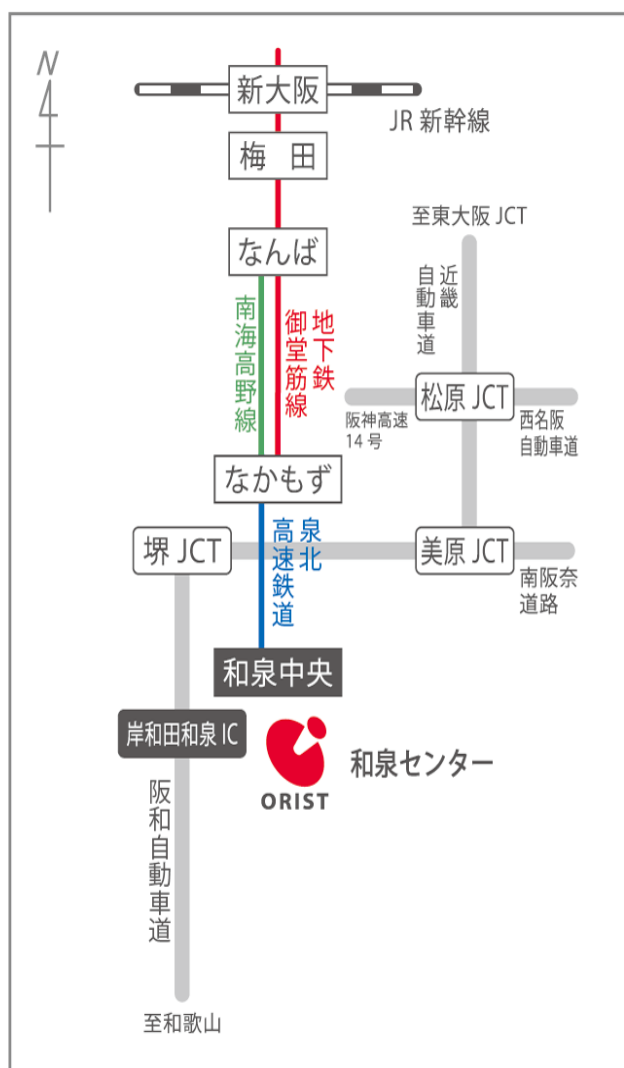 N
新大阪
JR 新幹線
梅　田
至東大阪 JCT
なんば
近畿
自動車道
南海高野線
地下鉄
御堂筋線
松原 JCT
阪神高速
14 号
西名阪
自動車道
なかもず
泉北
高速鉄道
堺 JCT
美原 JCT
南阪奈
道路
和泉中央
岸和田和泉 IC
ORIST
和泉センター
阪和自動車道
至和歌山